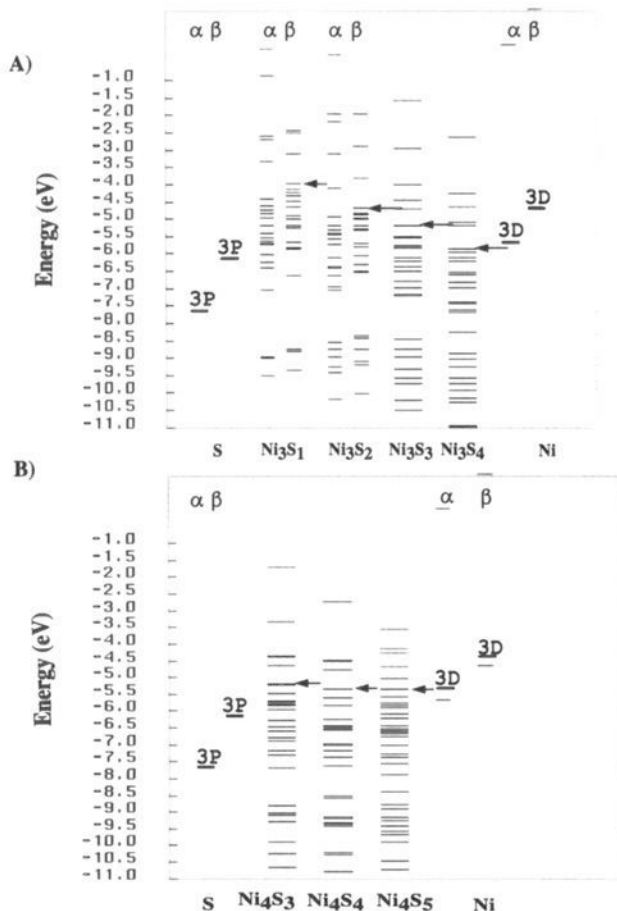 A)
α β α β α β α β
-1.0
-1.5
-2.0
-2.5
-3.0
-3.5
-4.0
-4.5
-5.0
-5.5
-6.0
-6.5
-7.0
-7.5
-8.0
-8.5
-9.0
-9.5
-10.0
-10.5
-11.0
Energy (eV)
3P
3P
3D
3D
S Ni3S1 Ni3S2 Ni3S3 Ni3S4 Ni
B)
α β α β
-1.0
-1.5
-2.0
-2.5
-3.0
-3.5
-4.0
-4.5
-5.0
-5.5
-6.0
-6.5
-7.0
-7.5
-8.0
-8.5
-9.0
-9.5
-10.0
-10.5
-11.0
Energy (eV)
3P
3P
3D
3D
S Ni4S3 Ni4S4 Ni4S5 Ni